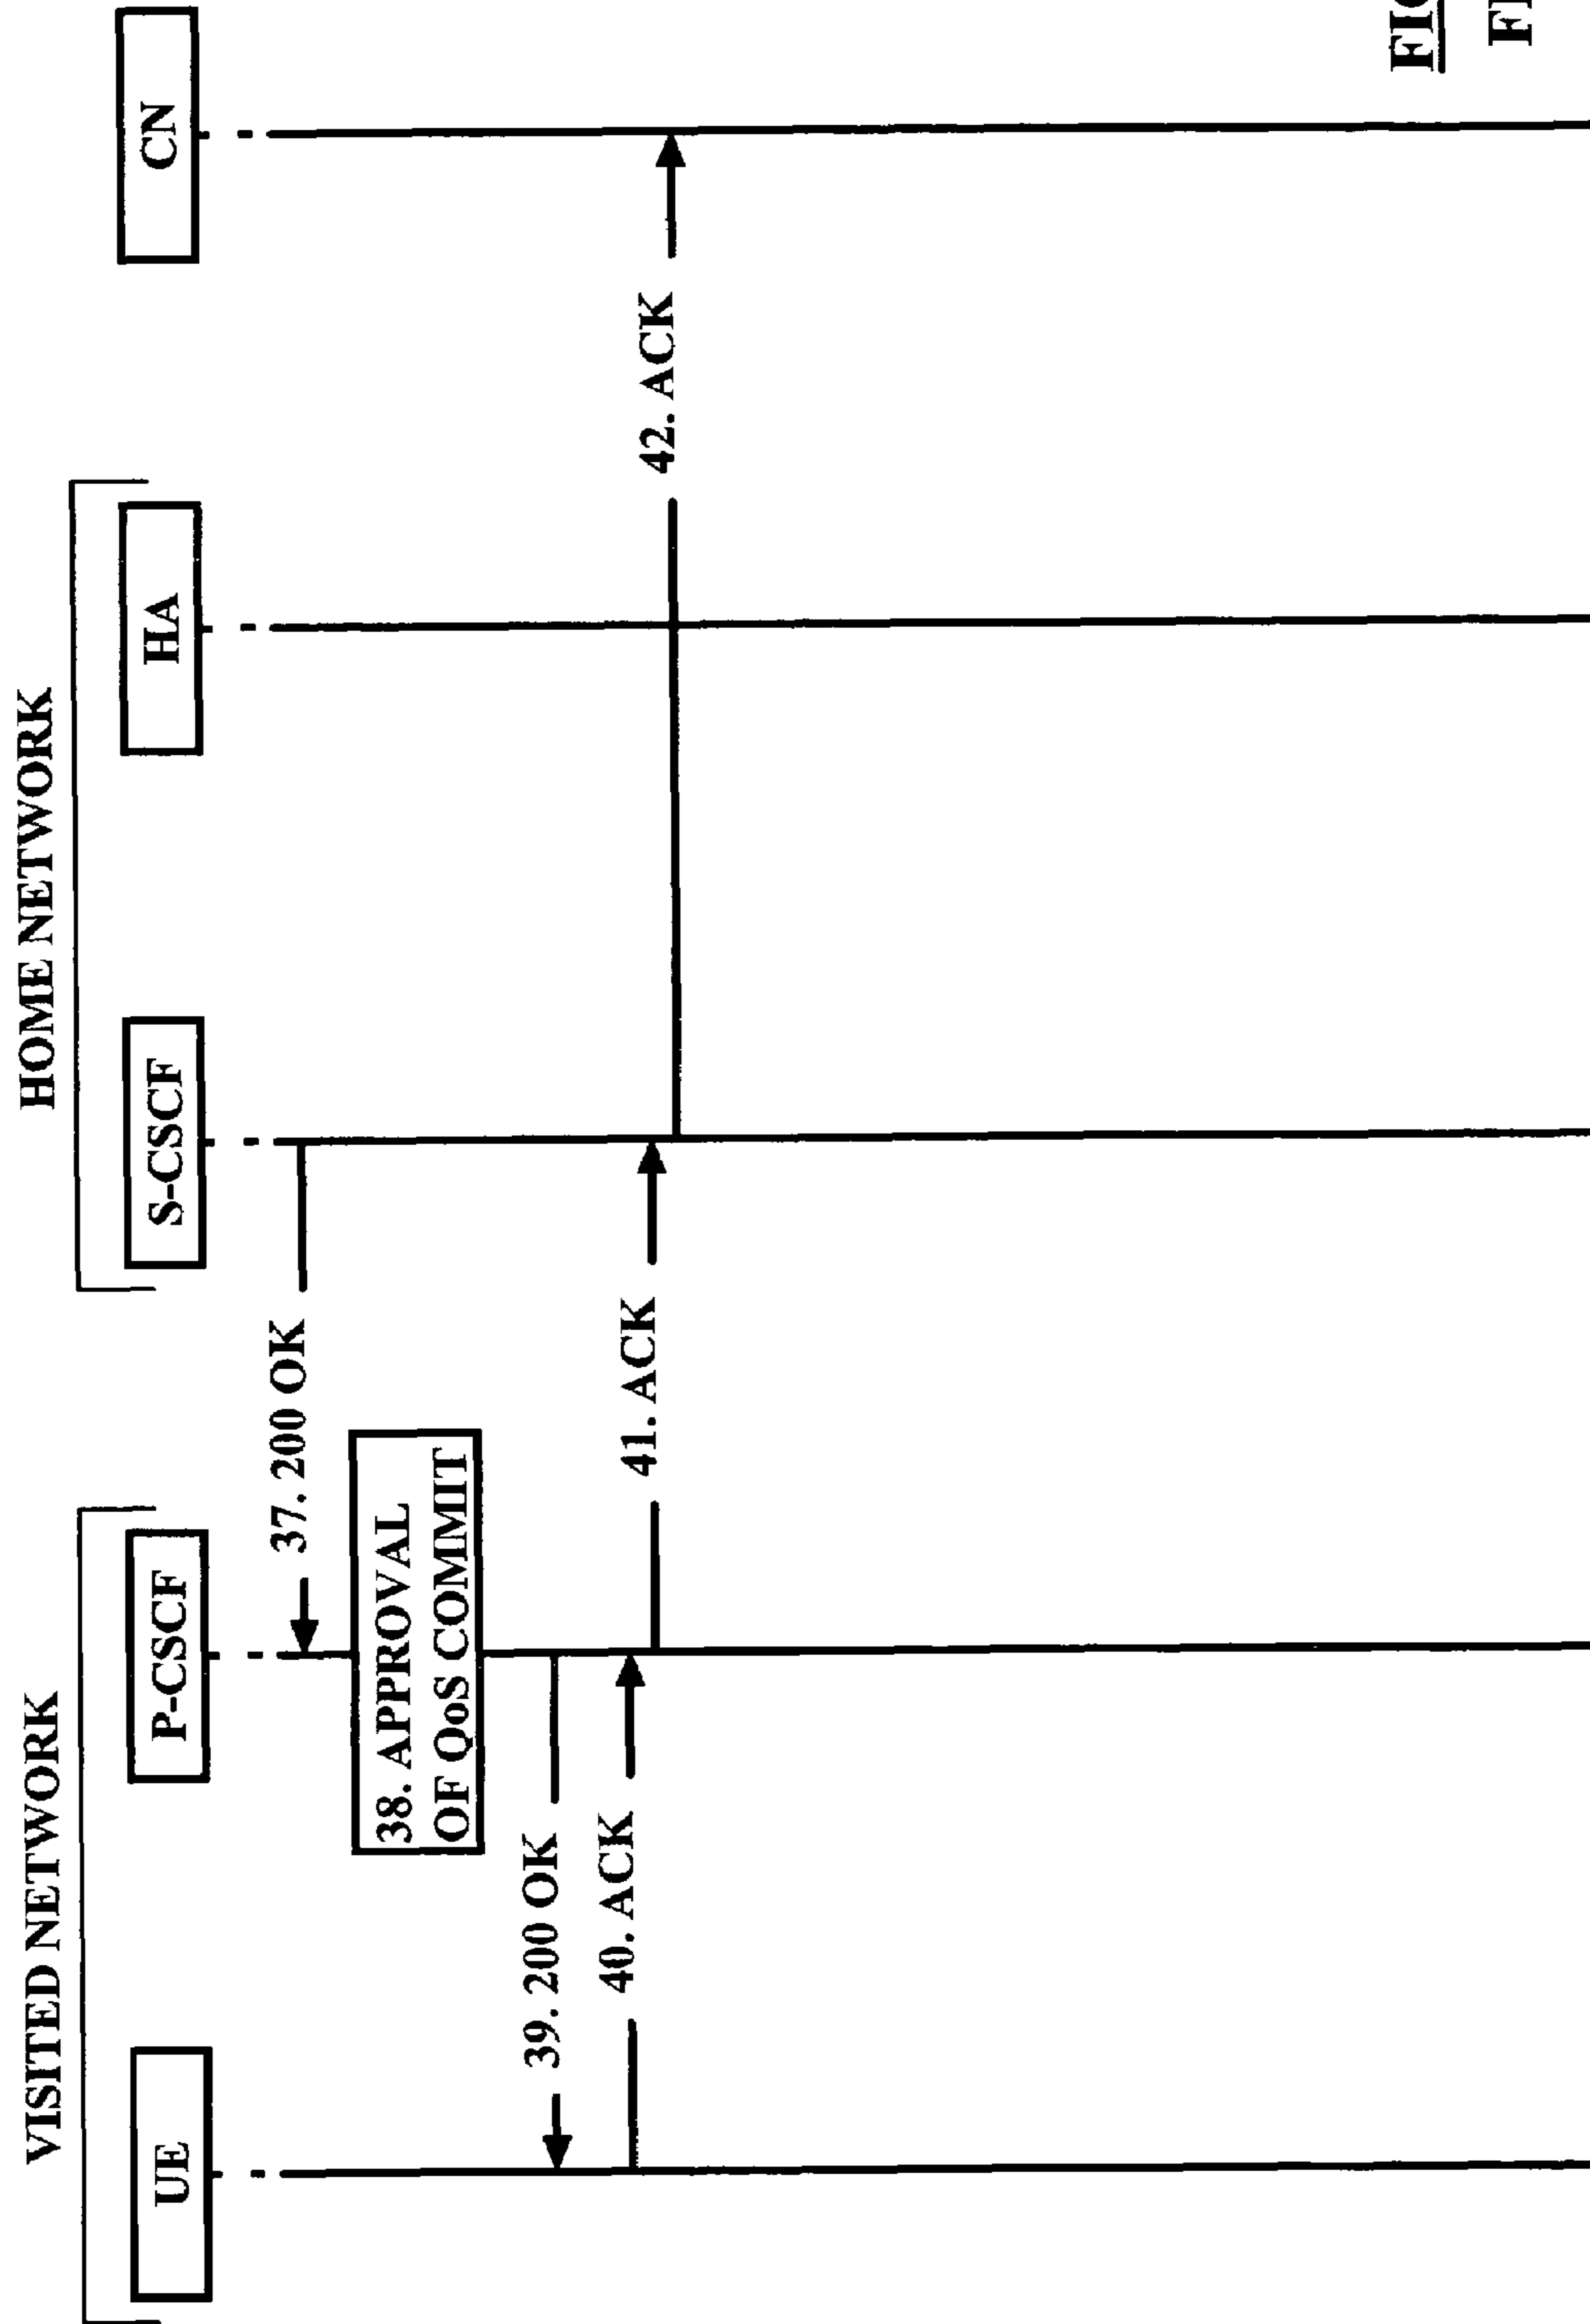 VISITED NETWORK
HOME NETWORK
UE
P-CSCF
S-CSCF
HA
CN
37. 200 OK
38. APPROVAL
OF QoS COMMIT
39. 200 OK
40. ACK
41. ACK
42. ACK